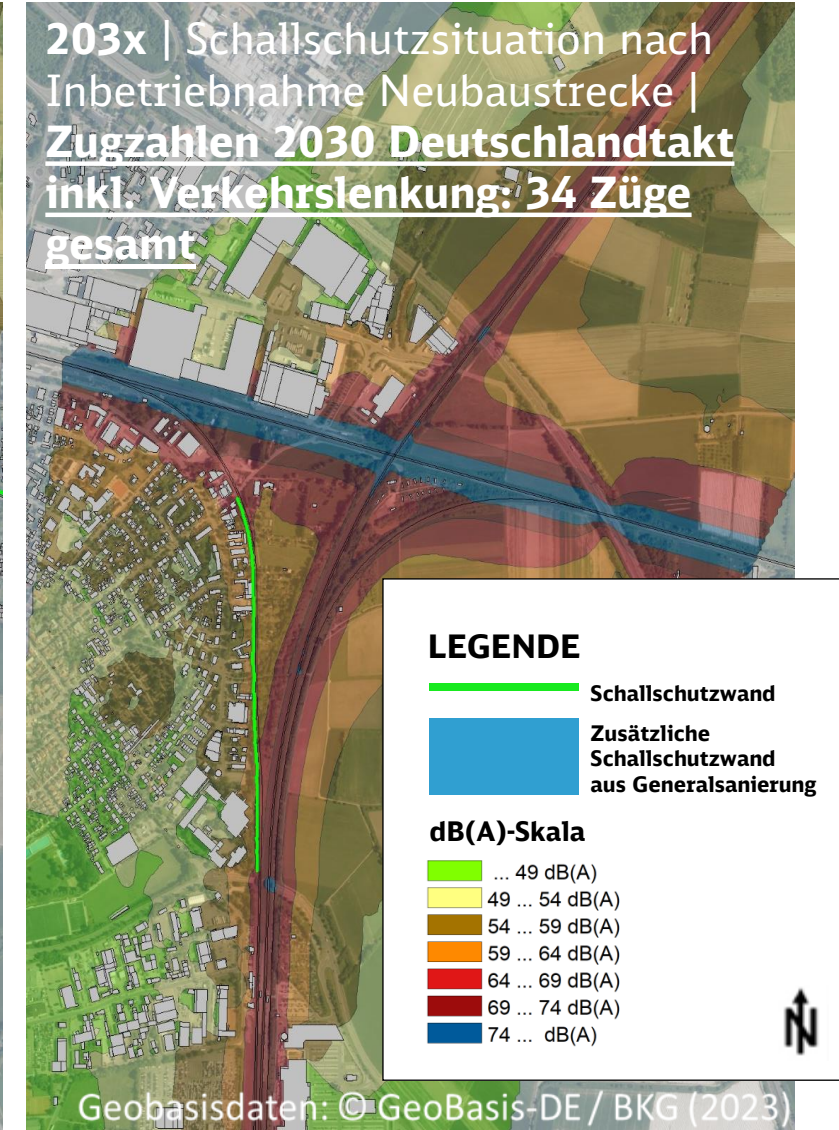 203x | Schallschutzsituation nach
Inbetriebnahme Neubaustrecke |
Zugzahlen 2030 Deutschlandtakt
inkl. Verkehrslenkung: 34 Züge
gesamt
LEGENDE
Schallschutzwand
Zusätzliche
Schallschutzwand
aus Generalsanierung
dB(A)-Skala
... 49 dB(A)
49 ... 54 dB(A)
54 ... 59 dB(A)
59 ... 64 dB(A)
64 ... 69 dB(A)
69 ... 74 dB(A)
74 ... dB(A)
N
Geobasisdaten: © GeoBasis-DE / BKG (2023)